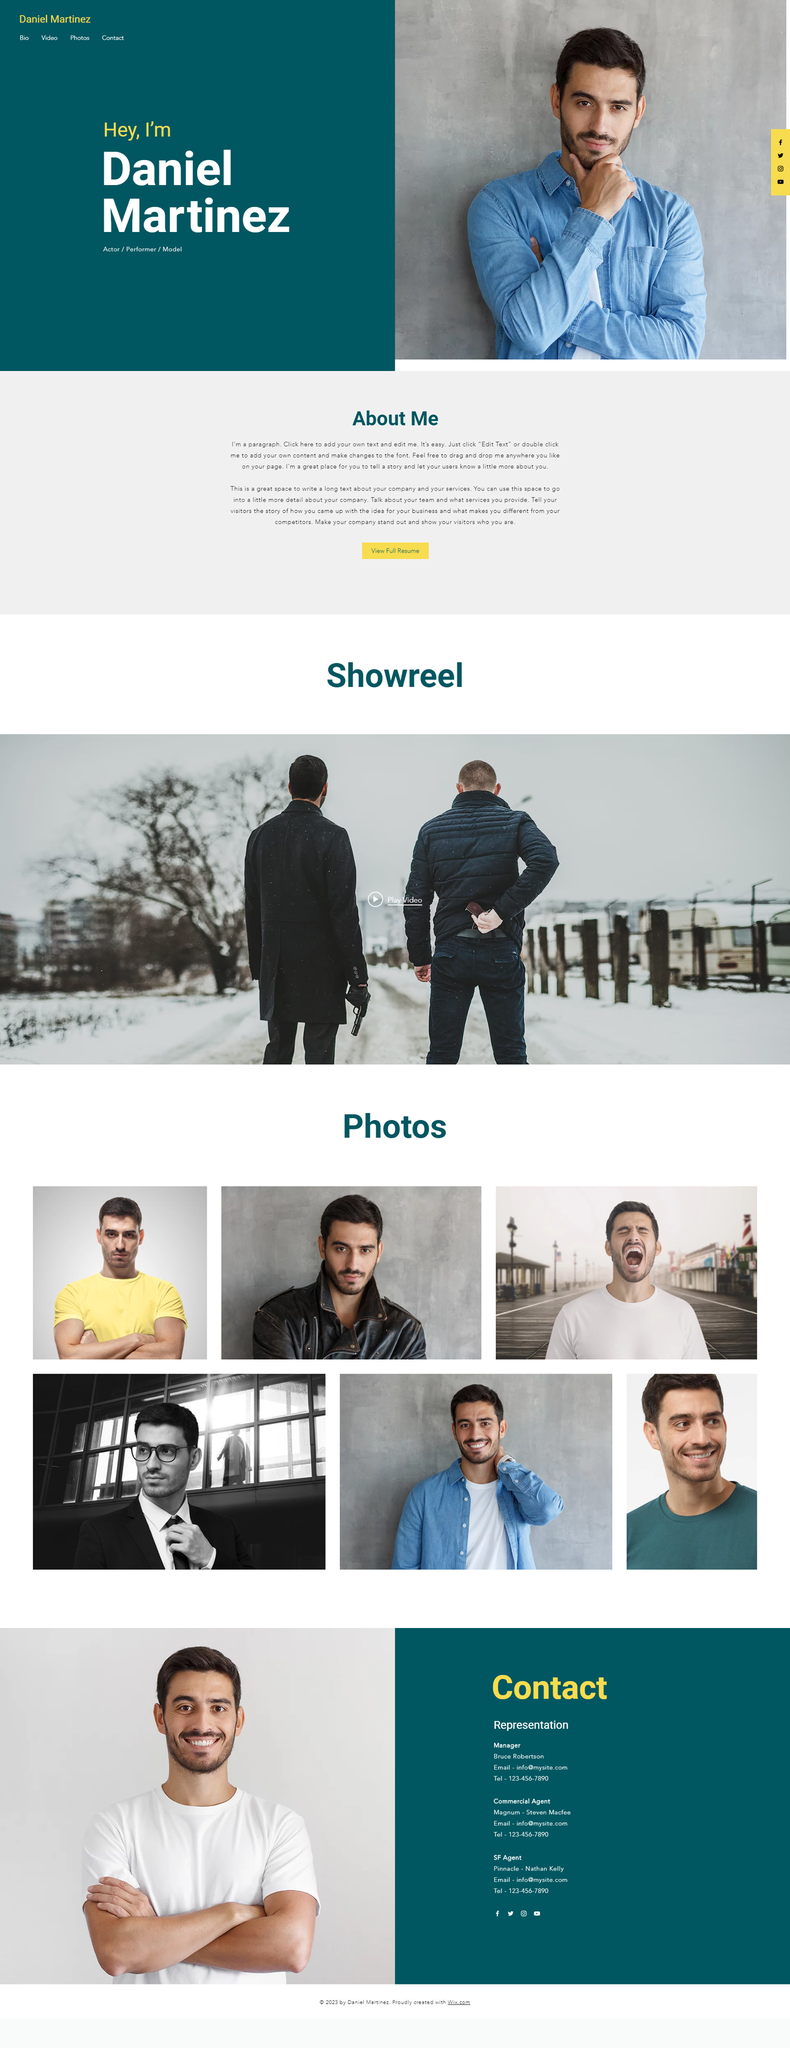 Daniel Martinez
Bio Video Photos Contact
Hey, I'm
Daniel
Martinez
Actor / Performer / Model
About Me
I'm a paragraph. Click here to add your own text and edit me. It's easy. Just click "Edit Text" or double click
me to add your own content and make changes to the font. Feel free to drag and drop me anywhere you like
on your page. I'm a great place for you to tell a story and let your users know a little more about you.
This is a great space to write a long text about your company and your services. You can use this space to go
into a little more detail about your company. Talk about your team and what services you provide. Tell your
visitors the story of how you came up with the idea for your business and what makes you different from your
competitors. Make your company stand out and show your visitors who you are.
View Full Resume
Showreel
Play Video
Photos
Contact
Representation
Manager
Bruce Robertson
Email - info@mysite.com
Tel - 123-456-7890
Commercial Agent
Magnum - Steven Macfee
Email - info@mysite.com
Tel - 123-456-7890
SF Agent
Pinnacle - Nathan Kelly
Email - info@mysite.com
Tel - 123-456-7890
© 2023 by Daniel Martinez. Proudly created with Wix.com